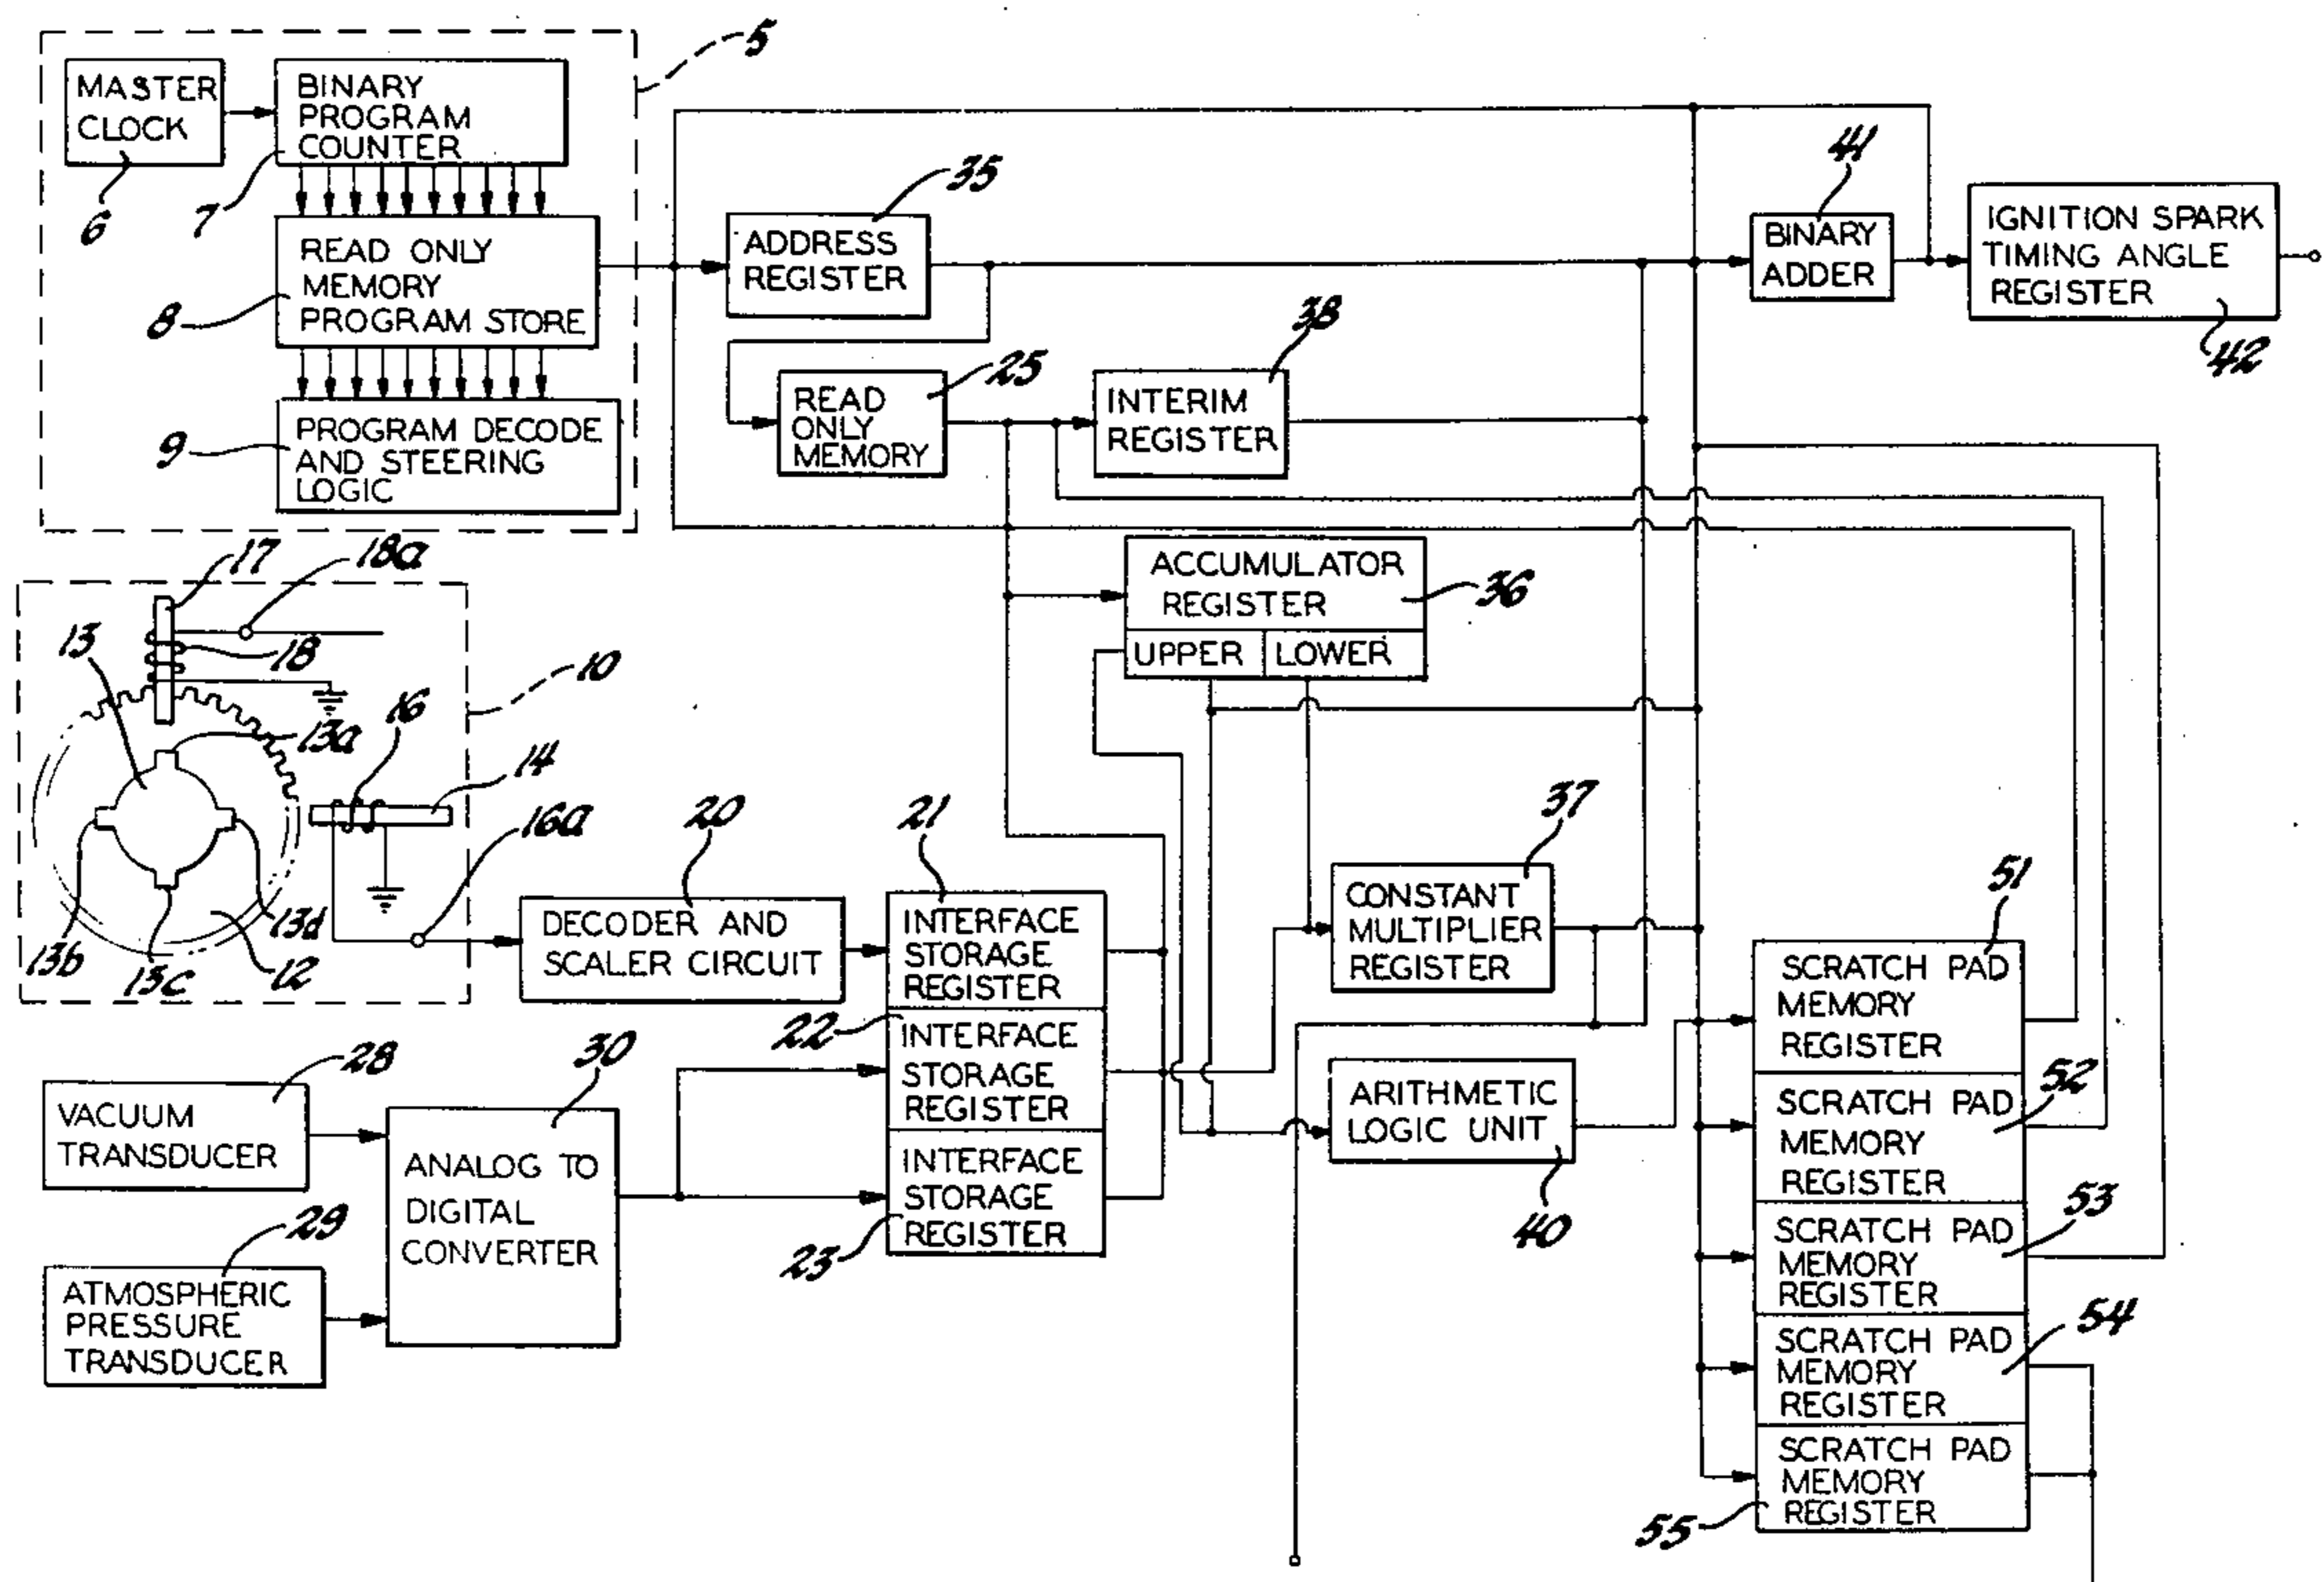 5
MASTER
CLOCK
6
BINARY
PROGRAM
COUNTER
7
READ ONLY
MEMORY
PROGRAM STORE
8
PROGRAM DECODE
AND STEERING
LOGIC
9
35
ADDRESS
REGISTER
41
BINARY
ADDER
IGNITION SPARK
TIMING ANGLE
REGISTER
42
25
READ
ONLY
MEMORY
38
INTERIM
REGISTER
ACCUMULATOR
REGISTER
36
UPPER
LOWER
17
18a
18
13
10
16
13a
14
16a
13b
13c
13d
12
20
DECODER AND
SCALER CIRCUIT
21
INTERFACE
STORAGE
REGISTER
22
INTERFACE
STORAGE
REGISTER
INTERFACE
STORAGE
REGISTER
23
37
CONSTANT
MULTIPLIER
REGISTER
ARITHMETIC
LOGIC UNIT
40
28
VACUUM
TRANSDUCER
29
ATMOSPHERIC
PRESSURE
TRANSDUCER
30
ANALOG TO
DIGITAL
CONVERTER
51
SCRATCH PAD
MEMORY
REGISTER
52
SCRATCH PAD
MEMORY
REGISTER
53
SCRATCH PAD
MEMORY
REGISTER
54
SCRATCH PAD
MEMORY
REGISTER
SCRATCH PAD
MEMORY
REGISTER
55